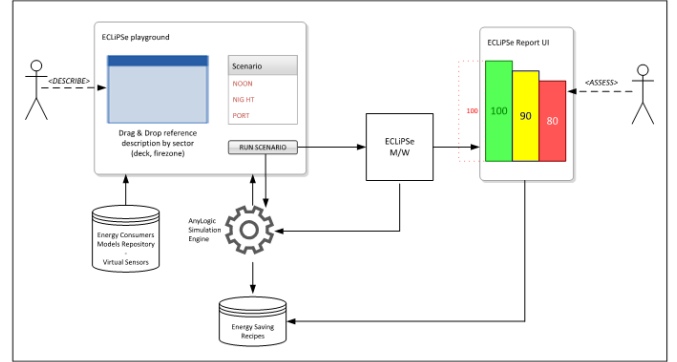 ECLiPSe playground
ECLiPSe Report UI
<DESCRIBE>
Scenario
NOON
NIG HT
PORT
<ASSESS>
100
100
90
80
Drag & Drop reference
description by sector
(deck, firezone)
RUN SCENARIO
ECLiPSe
M/W
Energy Consumers
Models Repository
-
Virtual Sensors
AnyLogic
Simulation
Engine
Energy Saving
Recipes